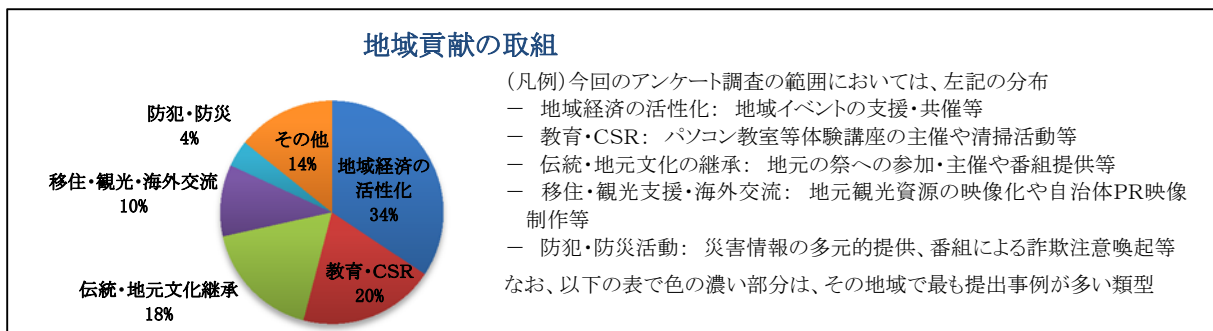 地域貢献の取組
防犯・防災
4%
その他
14%
地域経済の
活性化
34%
移住・観光・海外交流
10%
教育・CSR
20%
伝統・地元文化継承
18%
(凡例)今回のアンケート調査の範囲においては、左記の分布
－ 地域経済の活性化: 地域イベントの支援・共催等
－ 教育・CSR: パソコン教室等体験講座の主催や清掃活動等
－ 伝統・地元文化の継承: 地元の祭への参加・主催や番組提供等
－ 移住・観光支援・海外交流: 地元観光資源の映像化や自治体PR映像
制作等
－ 防犯・防災活動: 災害情報の多元的提供、番組による詐欺注意喚起等
なお、以下の表で色の濃い部分は、その地域で最も提出事例が多い類型